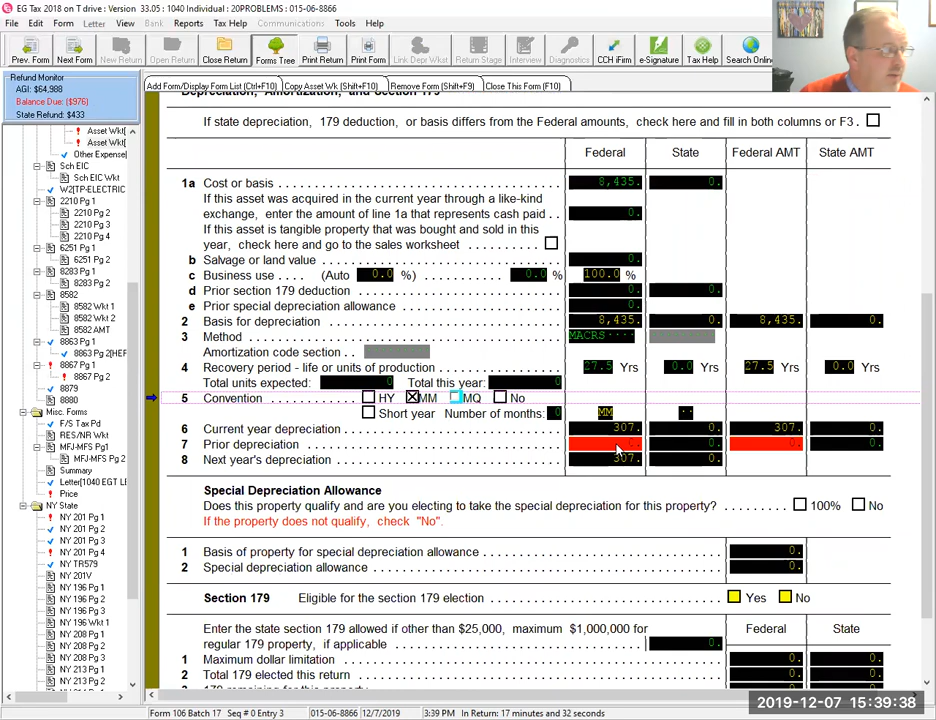 EG Tax 2018 on T drive : Version 33.05 : 1040 Individual : 20PROBLEMS : 015-06-8866
File Edit Form Letter View Bank Reports Tax Help Communications Tools Help
Prev. Form Next Form New Return Open Return Close Return Forms Tree Print Return Print Form Link Dept Wkst Return Stage Interview Diagnostics CCH iFirm e-Signature Tax Help Search Online
Refund Monitor
AGI: $64,988
Balance Due: ($976)
State Refund: $433
Add Form/Display Form List (Ctrl+F10) Copy Asset Wk (Shift+F10) Remove Form (Shift+F9) Close This Form (F10)
Asset Wkt[
Asset Wkt[
Other Expense[
Sch EIC
Sch EIC Wkt
W2[TP-ELECTRIC
2210 Pg 1
2210 Pg 2
2210 Pg 3
2210 Pg 4
6251 Pg 1
6251 Pg 2
8283 Pg 1
8283 Pg 2
8582
8582 Wkt 1
8582 Wkt 2
8582 AMT
8863 Pg 1
8863 Pg 2[HEF
8867 Pg 1
8867 Pg 2
8879
8880
Misc. Forms
F/S Tax Pd
RES/NR Wkt
MFJ-MFS Pg1
MFJ-MFS Pg 2
Summary
Letter[1040 EGT LE
Price
NY State
NY 201 Pg 1
NY 201 Pg 2
NY 201 Pg 3
NY 201 Pg 4
NY TR579
NY 201V
NY 196 Pg 1
NY 196 Pg 2
NY 196 Pg 3
NY 196 Wkt 1
NY 208 Pg 1
NY 208 Pg 2
NY 208 Pg 3
NY 213 Pg 1
Depreciation, Amortization, and Section 179
If state depreciation, 179 deduction, or basis differs from the Federal amounts, check here and fill in both columns or F3 .
Federal State Federal AMT State AMT
1a Cost or basis 8,435. 0.
If this asset was acquired in the current year through a like-kind
exchange, enter the amount of line 1a that represents cash paid . . 0.
If this asset is tangible property that was bought and sold in this
year, check here and go to the sales worksheet
b Salvage or land value 0.
c Business use . . . . (Auto 0.0 %) 0.0 % 100.0 %
d Prior section 179 deduction 0. 0.
e Prior special depreciation allowance 0.
2 Basis for depreciation 8,435. 0. 8,435. 0.
3 Method MACRS
Amortization code section . .
4 Recovery period - life or units of production 27.5 Yrs 0.0 Yrs 27.5 Yrs 0.0 Yrs
Total units expected: 0 Total this year: 0
5 Convention HY MM MQ No
Short year Number of months: 0 MM
6 Current year depreciation 307. 0. 307. 0.
7 Prior depreciation 0. 0. 0. 0.
8 Next year's depreciation 307. 0.
Special Depreciation Allowance
Does this property qualify and are you electing to take the special depreciation for this property? 100% No
If the property does not qualify, check "No".
1 Basis of property for special depreciation allowance 0.
2 Special depreciation allowance 0.
Section 179 Eligible for the section 179 election Yes No
Enter the state section 179 allowed if other than $25,000, maximum $1,000,000 for Federal State
regular 179 property, if applicable 0.
1 Maximum dollar limitation 0. 0.
2 Total 179 elected this return 0. 0.
Form 106 Batch 17 Seq # 0 Entry 3 015-06-8866 12/7/2019 3:39 PM In Return: 17 minutes and 32 seconds
2019-12-07 15:39:38